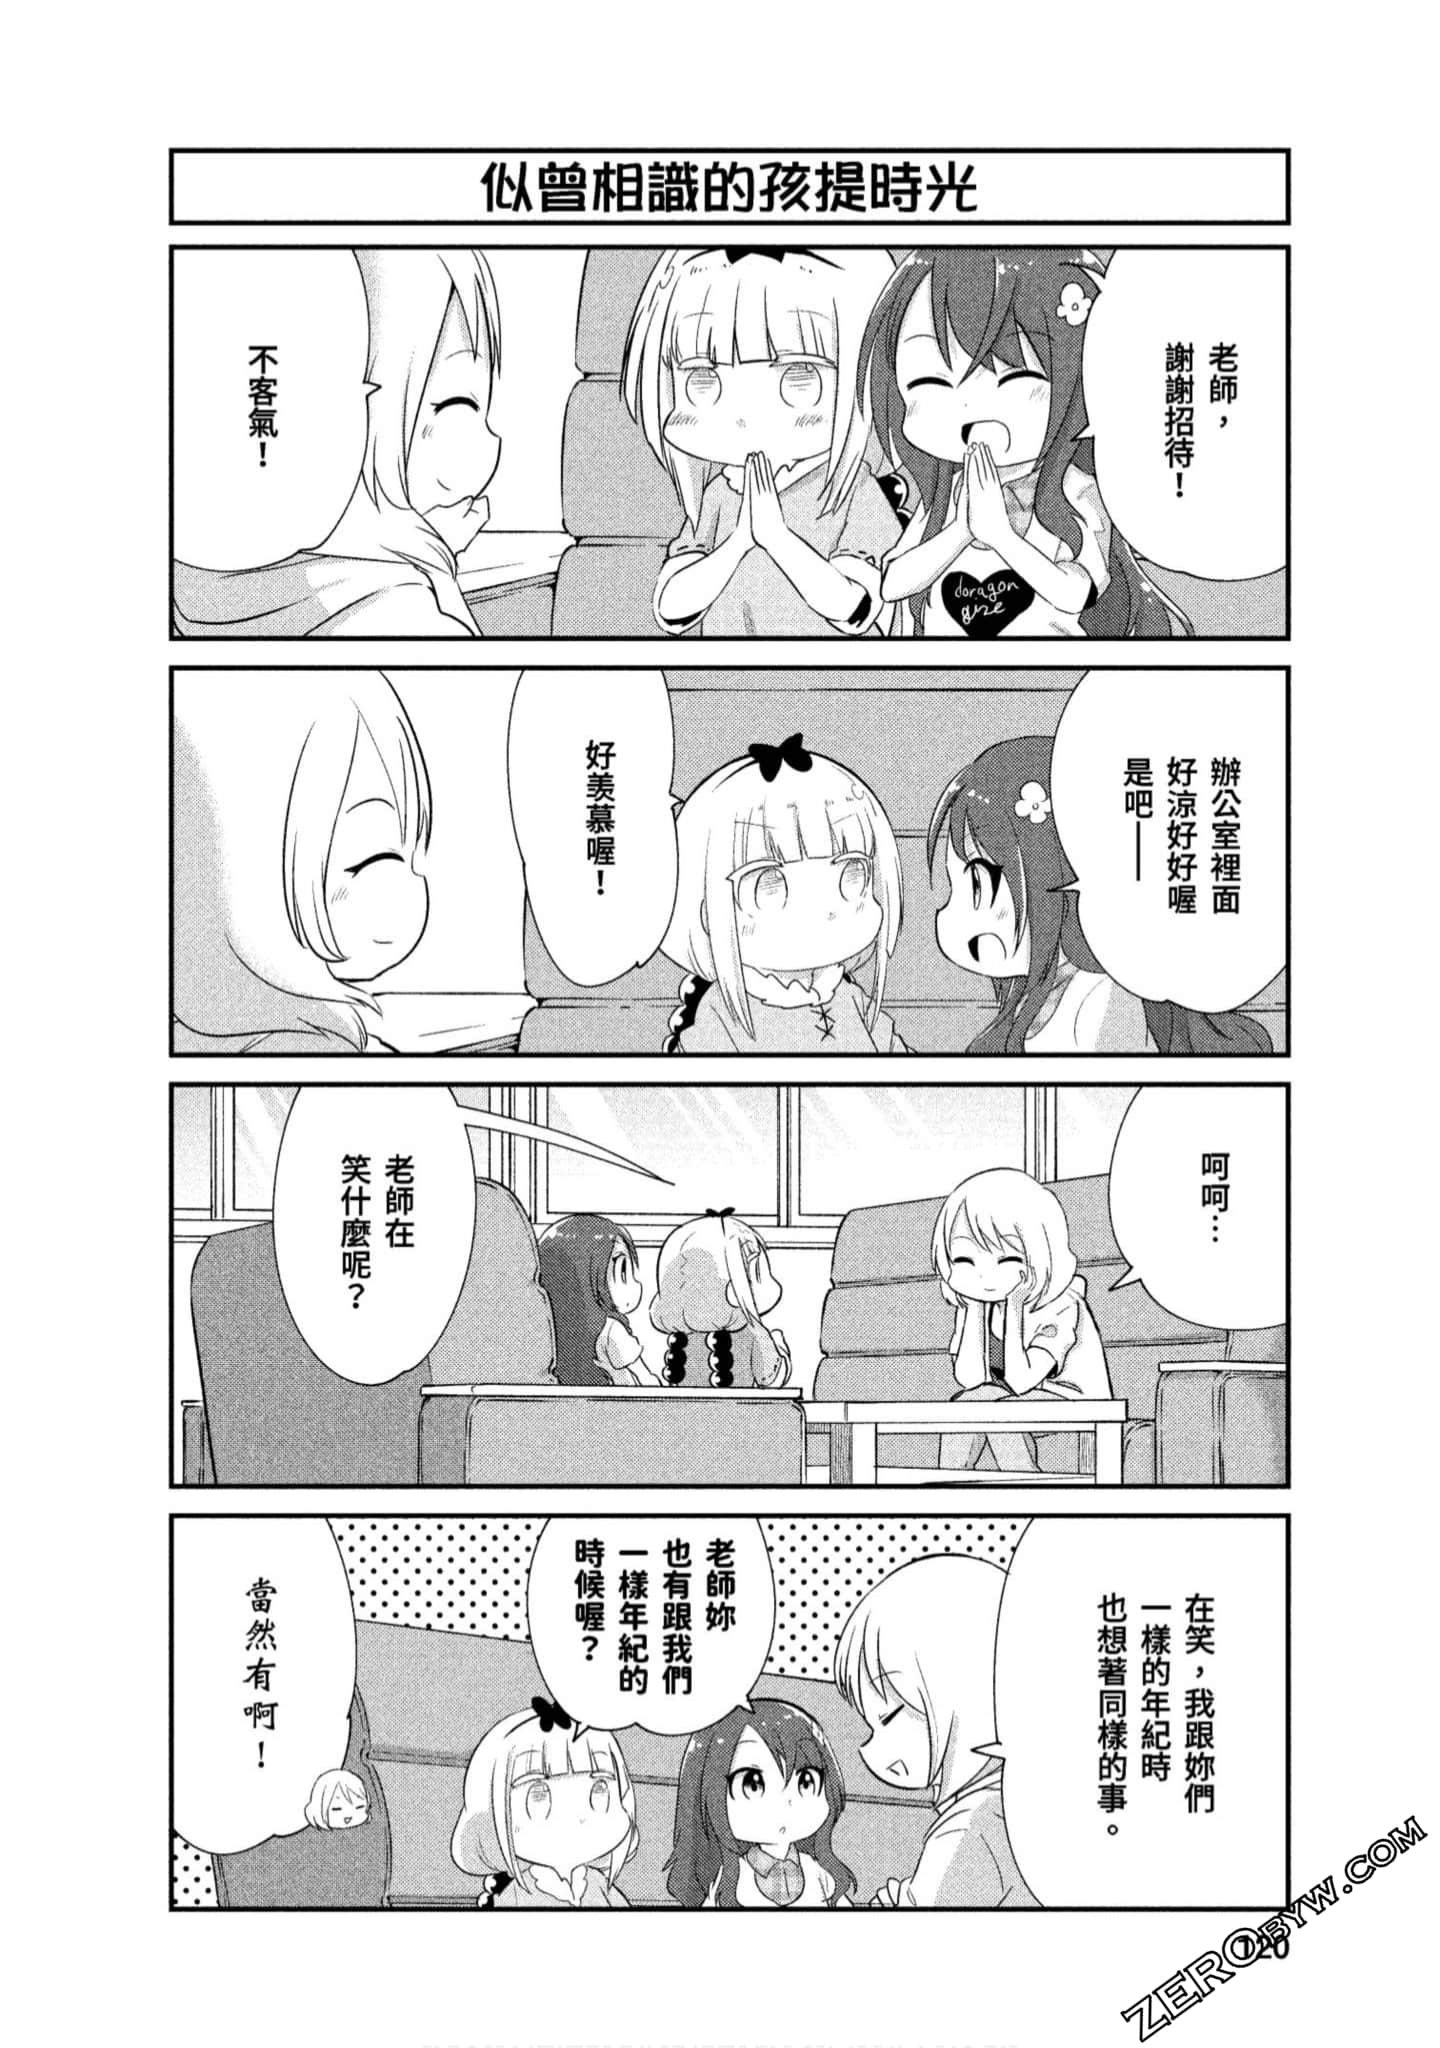 似曾相識的孩提時光
老師，
謝謝招待！
doragon
gize
不客氣！
辦公室裡面
好涼好好喔
是吧——
好羨慕喔！
呵呵…
老師在
笑什麼呢？
在笑，我跟妳們
一樣的年紀時
也想著同樣的事。
老師妳
也有跟我們
一樣年紀的
時候喔？
當然有啊！
120
ZEROBYW.COM